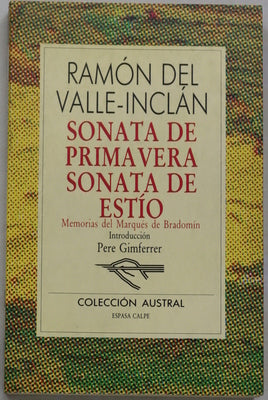 RAMÓN DEL
VALLE-INCLÁN
SONATA DE
PRIMAVERA
SONATA DE
ESTÍO
Memorias del Marqués de Bradomín
Introducción
Pere Gimferrer
COLECCIÓN AUSTRAL
ESPASA CALPE